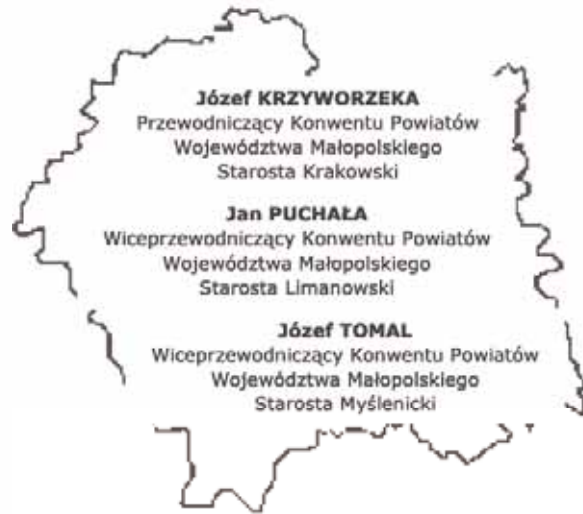 Józef KRZYWORZEKA
Przewodniczący Konwentu Powiatów
Województwa Małopolskiego
Starosta Krakowski
Jan PUCHAŁA
Wiceprzewodniczący Konwentu Powiatów
Województwa Małopolskiego
Starosta Limanowski
Józef TOMAL
Wiceprzewodniczący Konwentu Powiatów
Województwa Małopolskiego
Starosta Myślenicki